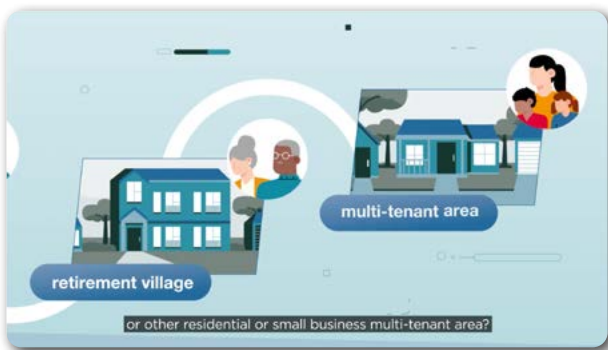 multi-tenant area
retirement village
or other residential or small business multi-tenant area?